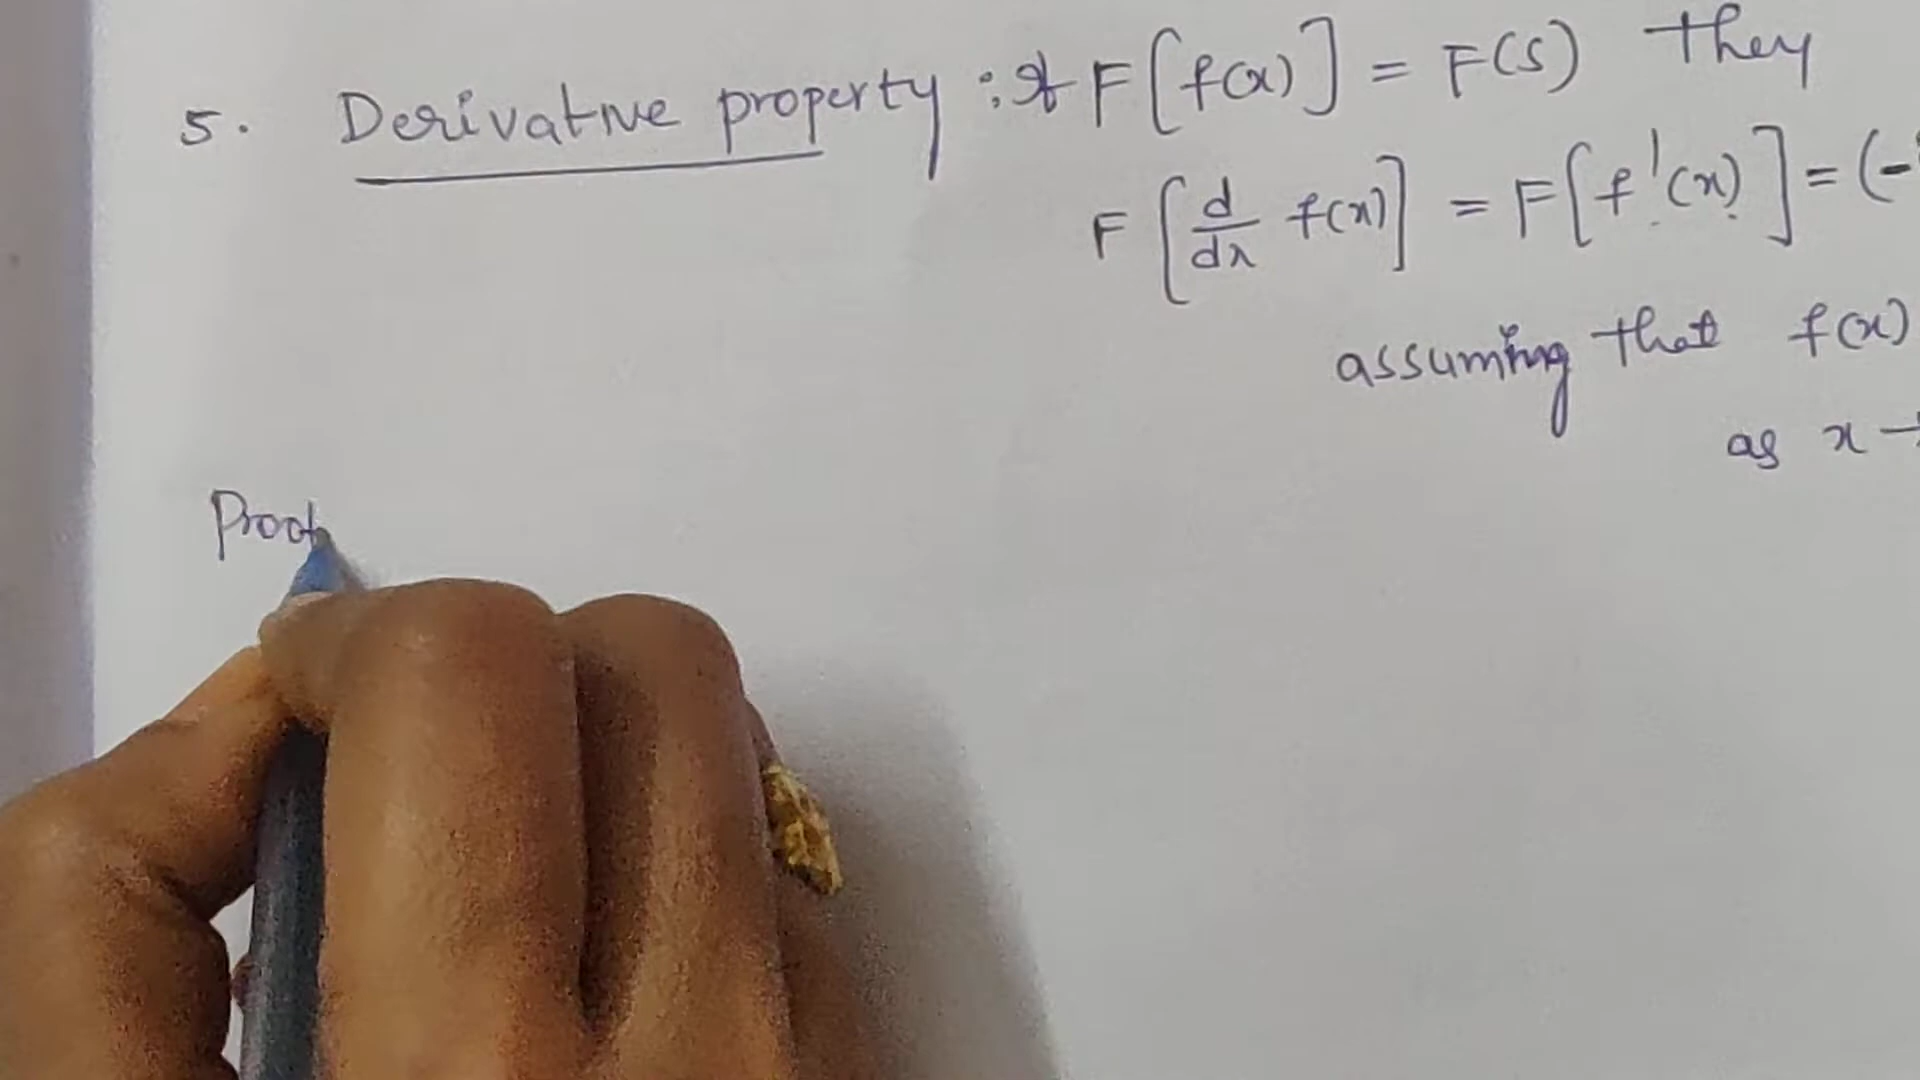 5. Derivative property : If F[f(x)] = F(s) then
F[d/dx f(x)] = F[f'(x)] = (-
assuming that f(x)
as x →
Proof